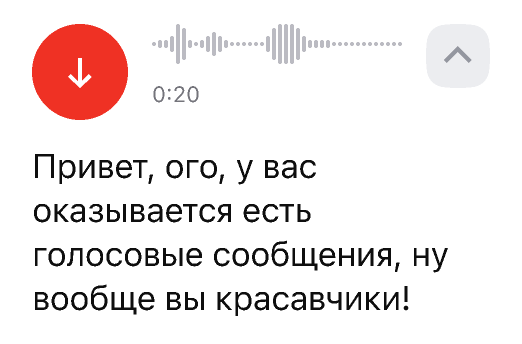 0:20
Привет, ого, у вас
оказывается есть
голосовые сообщения, ну
вообще вы красавчики!